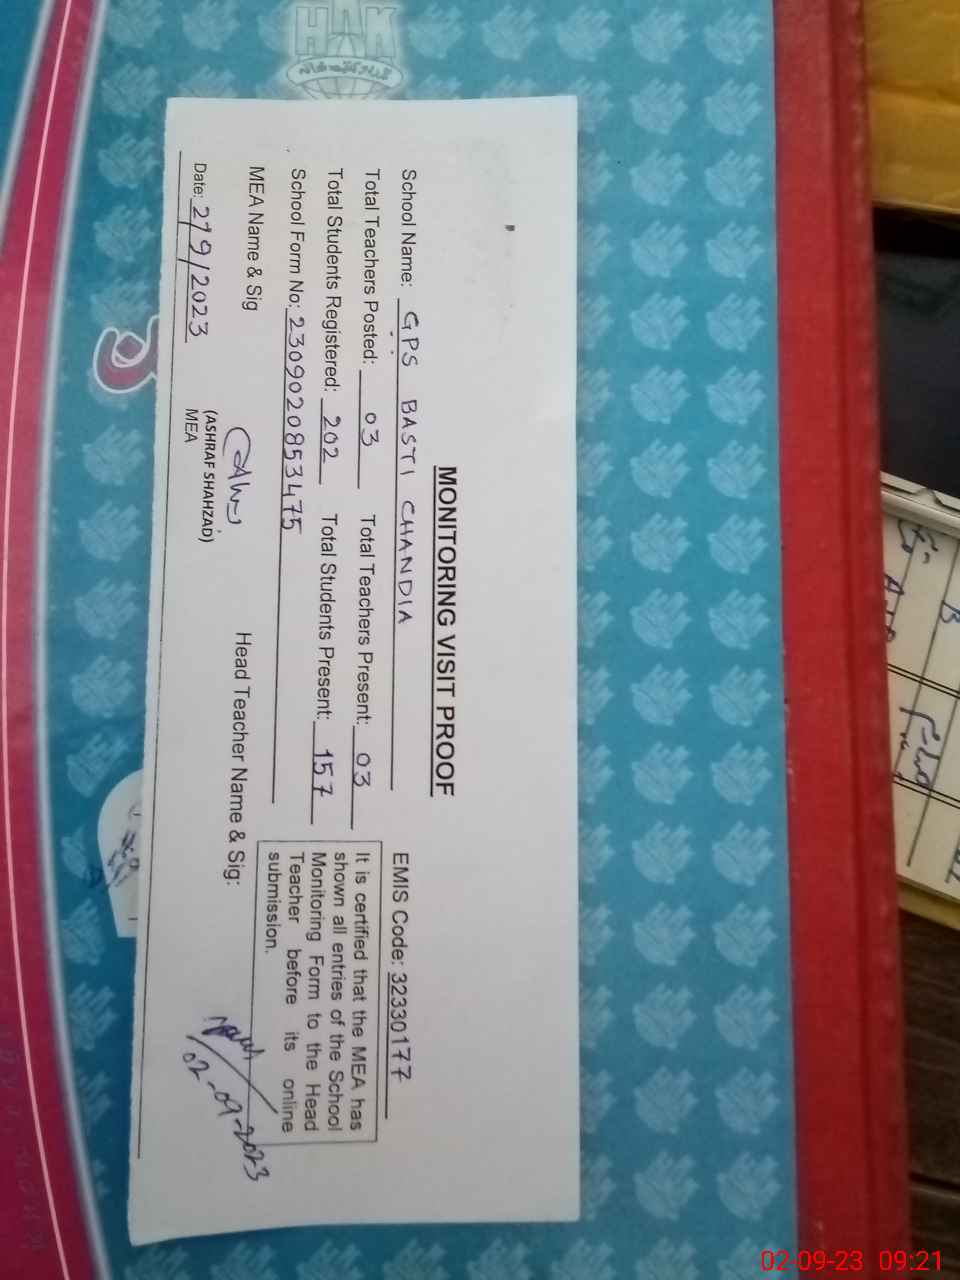 MONITORING VISIT PROOF
School Name: GPS BASTI CHANDIA EMIS Code: 32330177
Total Teachers Posted: 03 Total Teachers Present: 03
Total Students Registered: 202 Total Students Present: 157
School Form No: 2309020853475
It is certified that the MEA has
shown all entries of the School
Monitoring Form to the Head
Teacher before its online
submission.
MEA Name & Sig Head Teacher Name & Sig:
02-09-2023
(ASHRAF SHAHZAD)
MEA
Date: 2/9/2023
02-09-23 09:21